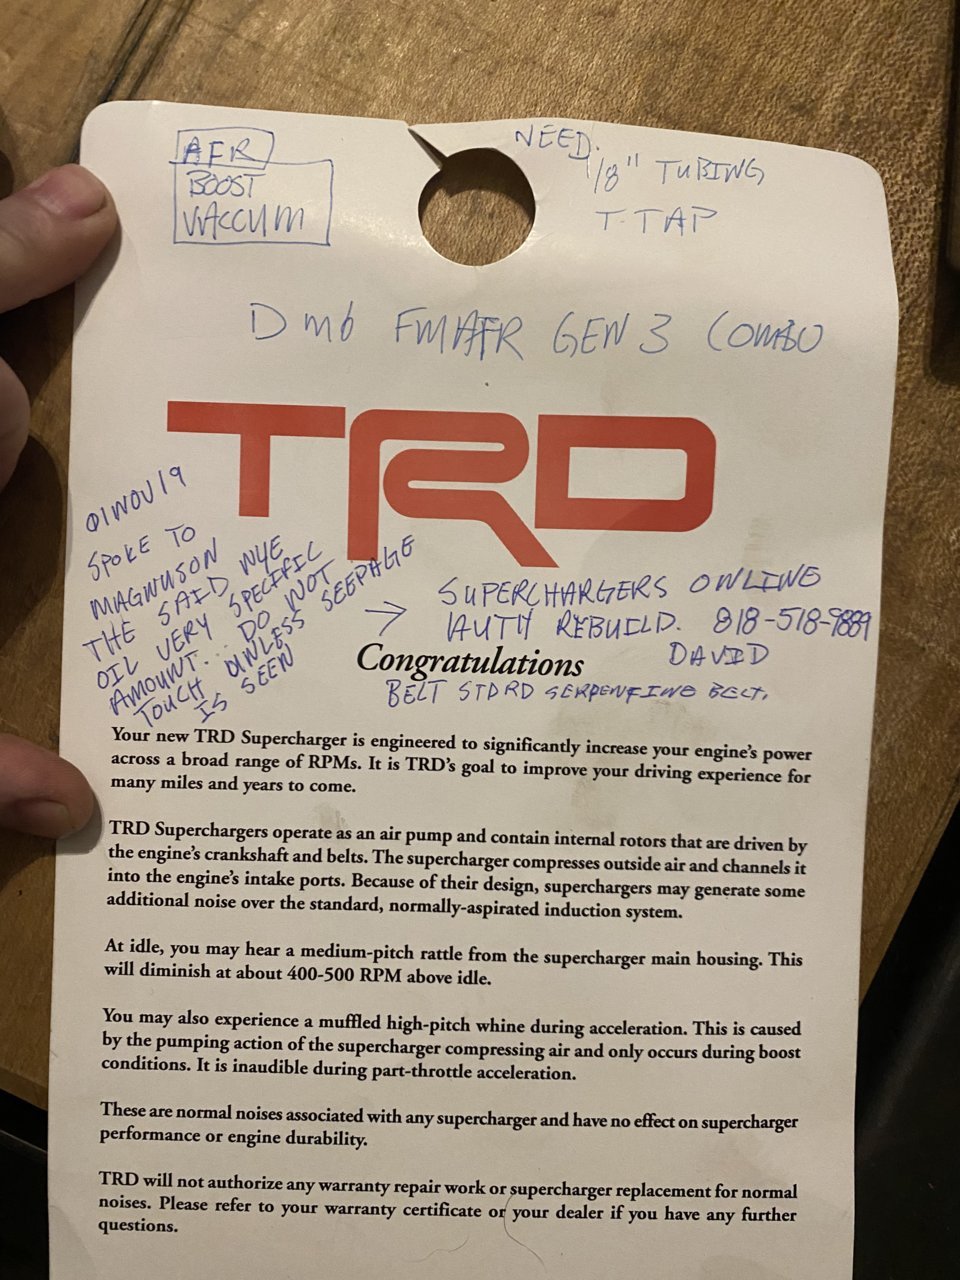 AFR
BOOST
VACCUM
NEED.
1/8" TUBING
T-TAP
Dmb FMAFR GEN 3 COMBO
TRD
01NOV19
SPOKE TO
MAGNUSON
THE SAID NYE
OIL VERY SPECIFIC
AMOUNT... DO NOT
TOUCH UNLESS SEEPAGE
IS SEEN
→ SUPERCHARGERS ONLINE
AUTH REBUILD. 818-518-9889
DAVID
Congratulations
BELT STDRD SERPENTINE BELT.
Your new TRD Supercharger is engineered to significantly increase your engine's power
across a broad range of RPMs. It is TRD's goal to improve your driving experience for
many miles and years to come.
TRD Superchargers operate as an air pump and contain internal rotors that are driven by
the engine's crankshaft and belts. The supercharger compresses outside air and channels it
into the engine's intake ports. Because of their design, superchargers may generate some
additional noise over the standard, normally-aspirated induction system.
At idle, you may hear a medium-pitch rattle from the supercharger main housing. This
will diminish at about 400-500 RPM above idle.
You may also experience a muffled high-pitch whine during acceleration. This is caused
by the pumping action of the supercharger compressing air and only occurs during boost
conditions. It is inaudible during part-throttle acceleration.
These are normal noises associated with any supercharger and have no effect on supercharger
performance or engine durability.
TRD will not authorize any warranty repair work or supercharger replacement for normal
noises. Please refer to your warranty certificate or your dealer if you have any further
questions.